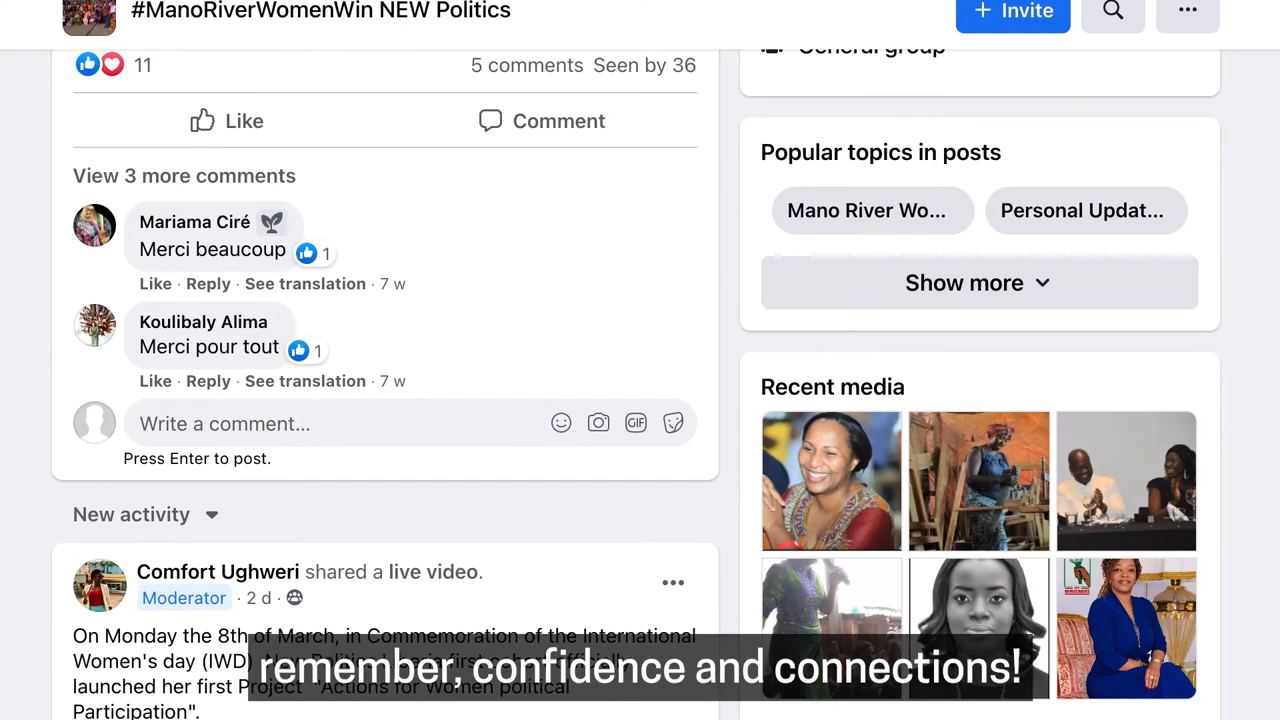 #ManoRiverWomenWin NEW Politics
+ Invite
General group
11
5 comments Seen by 36
Like
Comment
View 3 more comments
Mariama Ciré
Merci beaucoup
1
Like · Reply · See translation · 7 w
Koulibaly Alima
Merci pour tout
1
Like · Reply · See translation · 7 w
Write a comment...
GIF
Press Enter to post.
New activity
Comfort Ughweri shared a live video.
Moderator · 2 d ·
On Monday the 8th of March, in Commemoration of the International
Women's day (IWD)
launched her first Project "Actions for Women political
Participation".
Popular topics in posts
Mano River Wo...
Personal Updat...
Show more
Recent media
remember, confidence and connections!